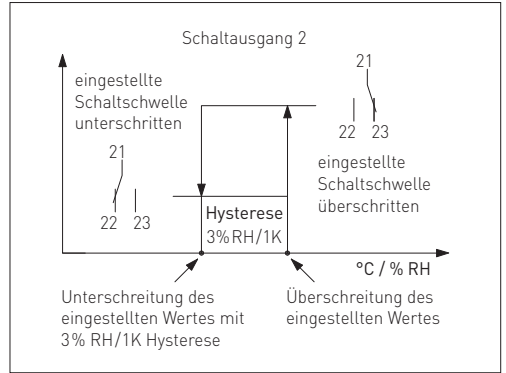 Schaltausgang 2
eingestellte
Schaltschwelle
unterschritten
21
22 23
21
22 23
eingestellte
Schaltschwelle
überschritten
Hysterese
3%RH/1K
°C / % RH
Unterschreitung des
eingestellten Wertes mit
3% RH/1K Hysterese
Überschreitung des
eingestellten Wertes